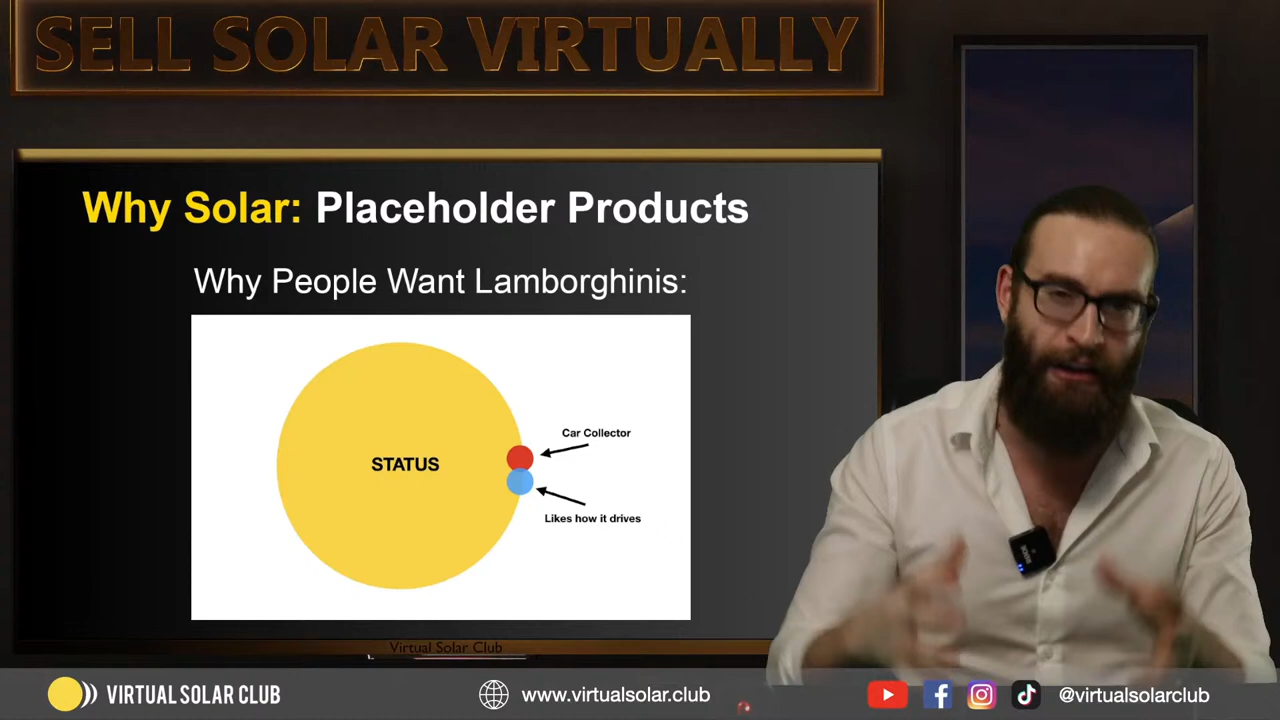 SELL SOLAR VIRTUALLY
Why Solar: Placeholder Products
Why People Want Lamborghinis:
STATUS
Car Collector
Likes how it drives
Virtual Solar Club
VIRTUAL SOLAR CLUB
www.virtualsolar.club
@virtualsolarclub